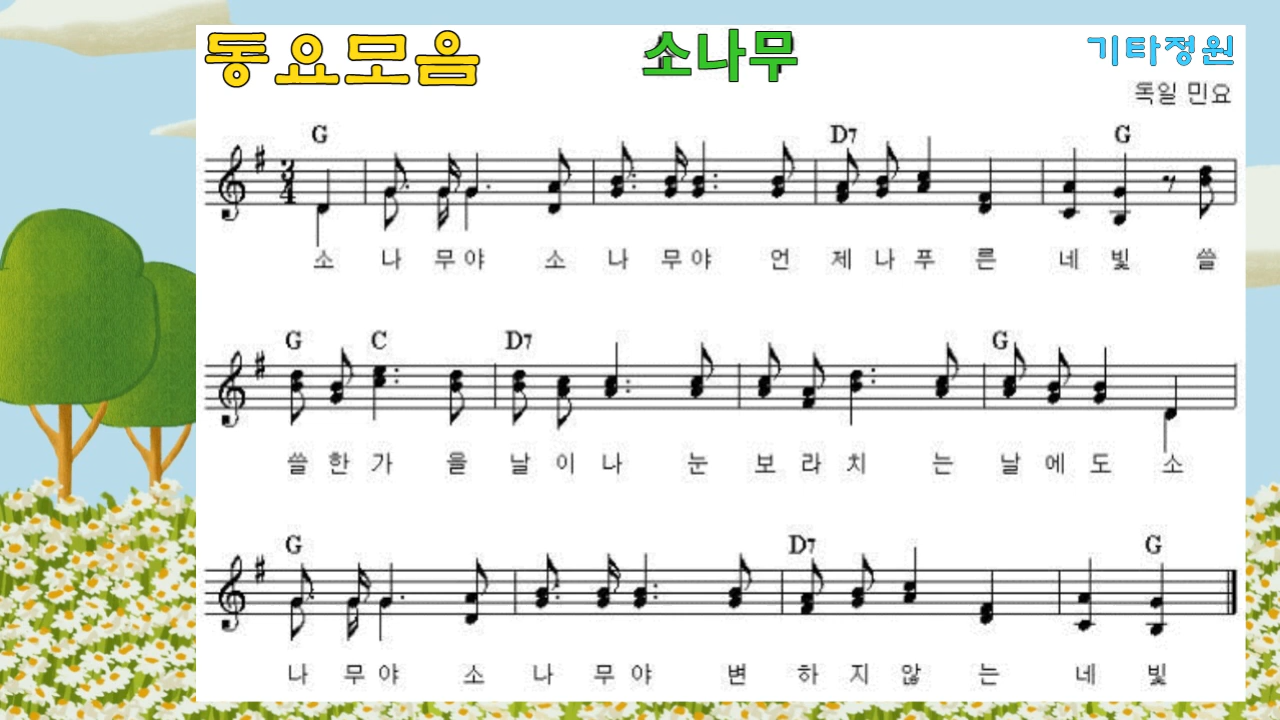 동요모음 소나무 기타정원
독일 민요
G D7 G
3
4
소 나 무 야 소 나 무 야 언 제 나 푸 른 네 빛 쓸
G C D7 G
쓸 한 가 을 날 이 나 눈 보 라 치 는 날 에 도 소
G D7 G
나 무 야 소 나 무 야 변 하 지 않 는 네 빛